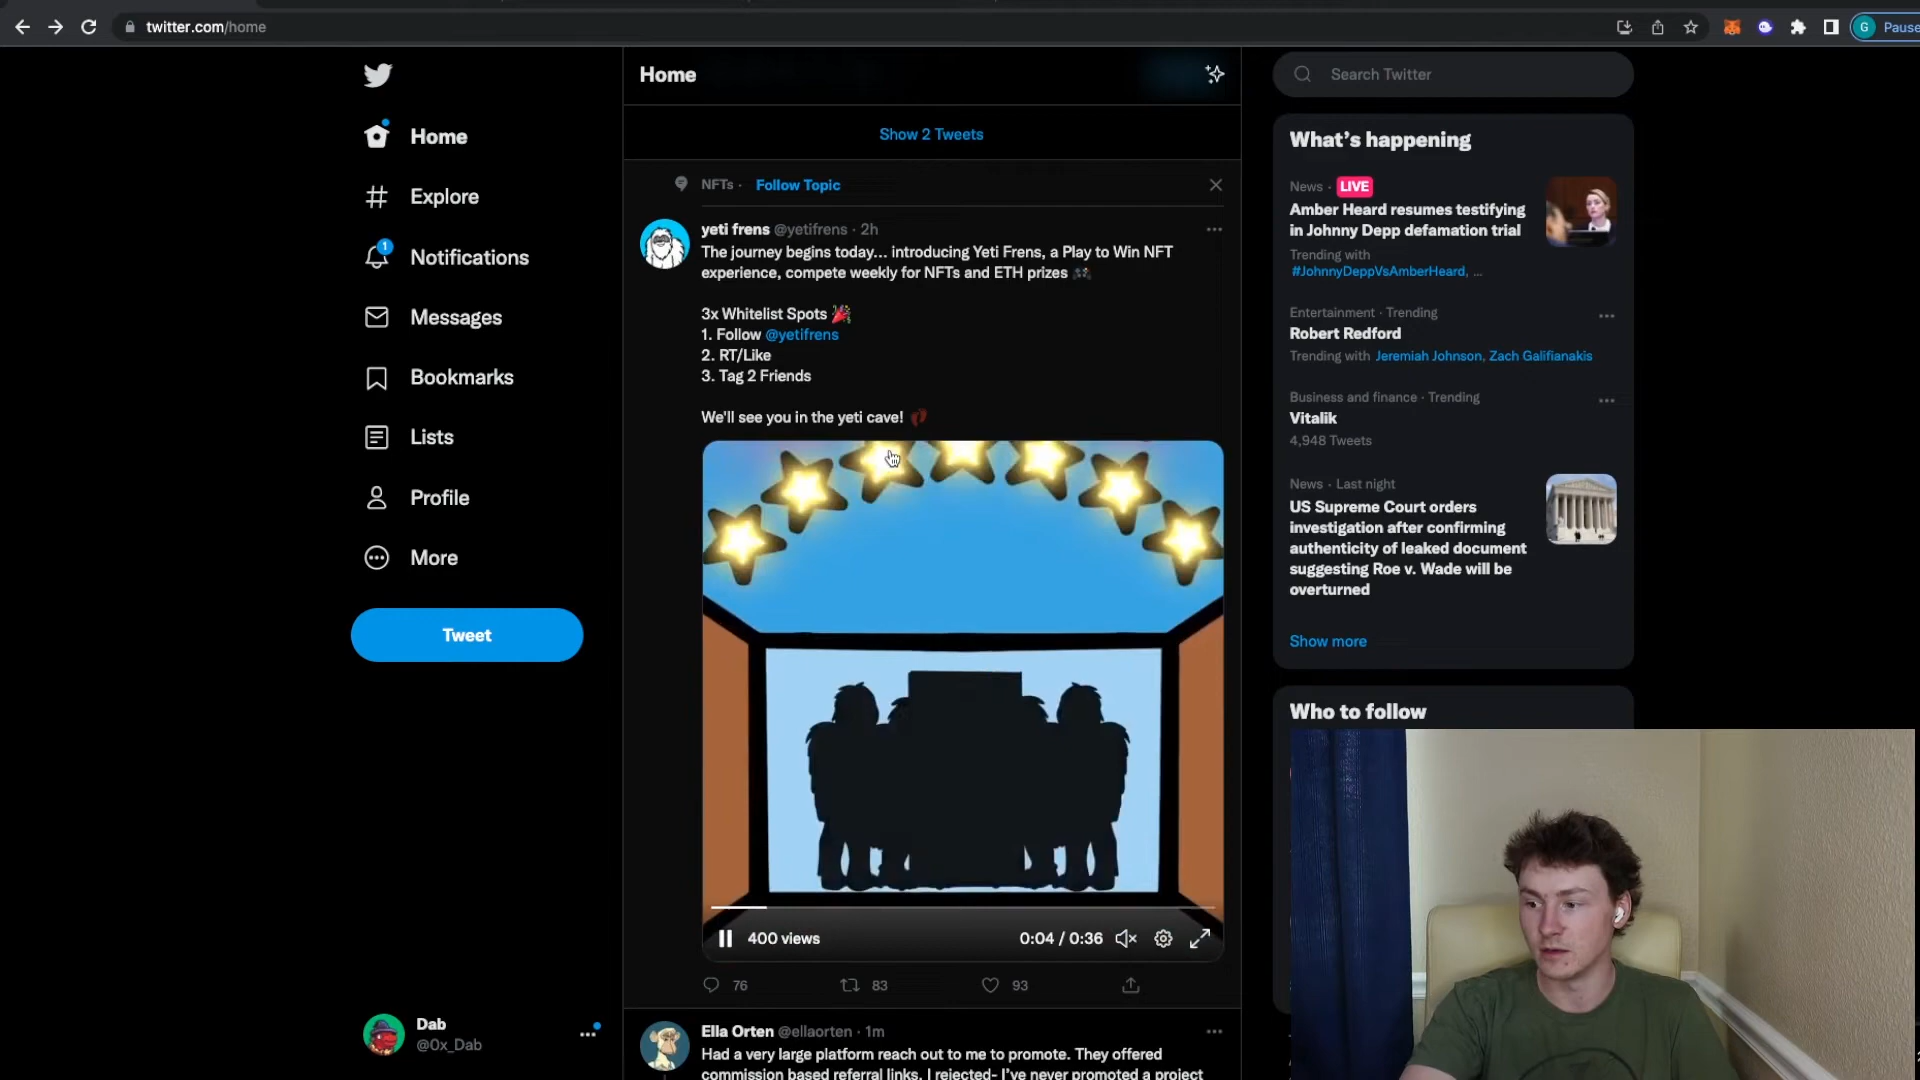 twitter.com/home
G Pause
Home
Search Twitter
Show 2 Tweets
What's happening
Home
NFTs · Follow Topic
News · LIVE
Explore
Amber Heard resumes testifying
in Johnny Depp defamation trial
yeti frens @yetifrens · 2h
The journey begins today... introducing Yeti Frens, a Play to Win NFT
experience, compete weekly for NFTs and ETH prizes
1
Notifications
Trending with
#JohnnyDeppVsAmberHeard, ...
3x Whitelist Spots
1. Follow @yetifrens
2. RT/Like
3. Tag 2 Friends
Messages
Entertainment · Trending
Robert Redford
Trending with Jeremiah Johnson, Zach Galifianakis
Bookmarks
We'll see you in the yeti cave!
Business and finance · Trending
Vitalik
4,948 Tweets
Lists
News · Last night
US Supreme Court orders
investigation after confirming
authenticity of leaked document
suggesting Roe v. Wade will be
overturned
Profile
More
Tweet
Show more
Who to follow
400 views
0:04 / 0:36
76
83
93
Dab
@0x_Dab
Ella Orten @ellaorten · 1m
Had a very large platform reach out to me to promote. They offered
commission based referral links. I rejected- I've never promoted a project